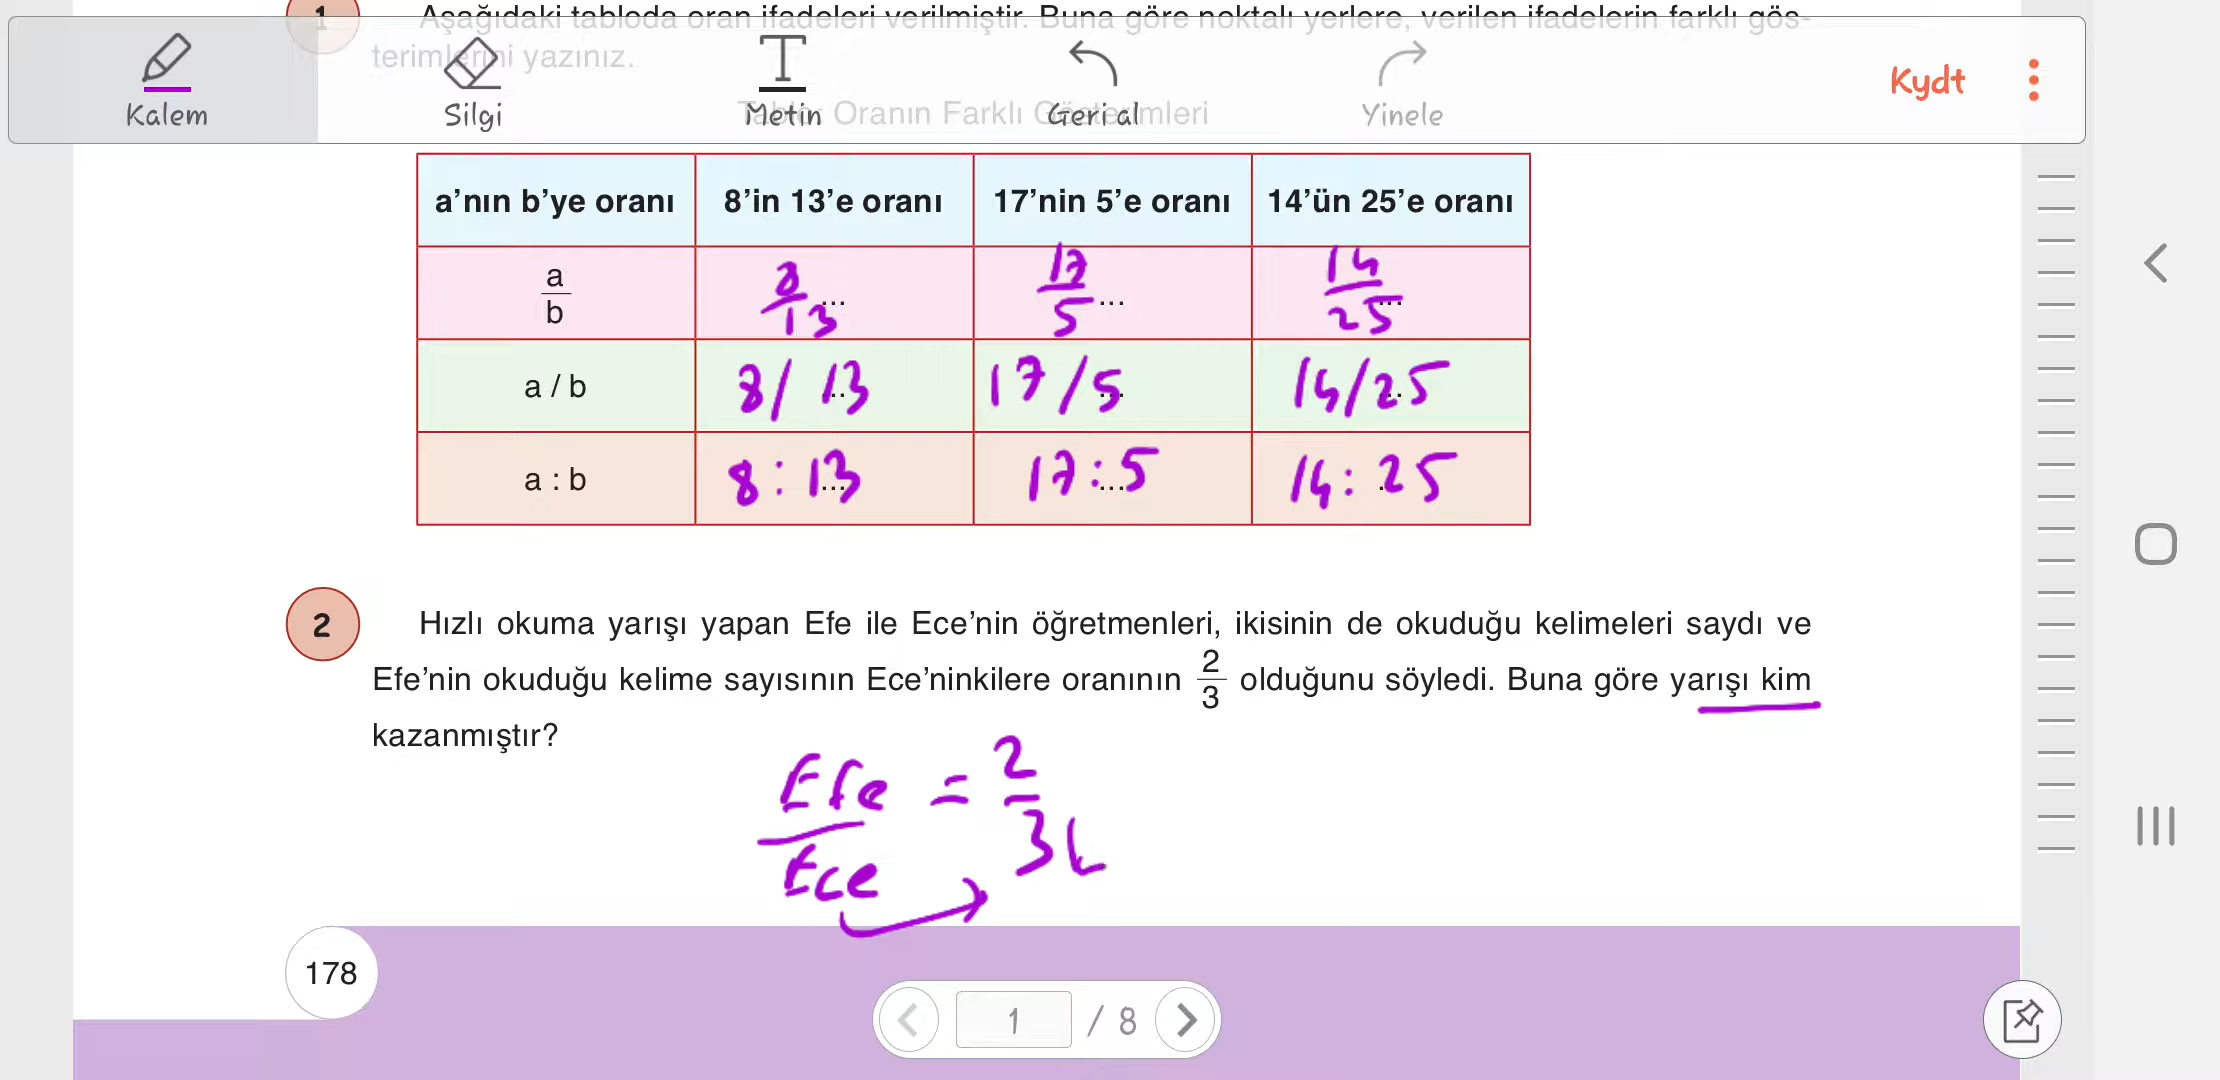 1 Aşağıdaki tabloda oran ifadeleri verilmiştir. Buna göre noktalı yerlere, verilen ifadelerin farklı gös-
terimlerini yazınız.
Kalem Silgi Metin Geri al Yinele Kydt
Tablo: Oranın Farklı Gösterimleri
a'nın b'ye oranı 8'in 13'e oranı 17'nin 5'e oranı 14'ün 25'e oranı
a/b 8/13 ... 17/5 ... 14/25 ...
a / b 8/ 13 ... 17/5 ... 14/25 ...
a : b 8: 13 ... 17:5 ... 14: 25 ...
2 Hızlı okuma yarışı yapan Efe ile Ece'nin öğretmenleri, ikisinin de okuduğu kelimeleri saydı ve
Efe'nin okuduğu kelime sayısının Ece'ninkilere oranının 2/3 olduğunu söyledi. Buna göre yarışı kim
kazanmıştır?
Efe/Ece = 2/3
178
1 / 8